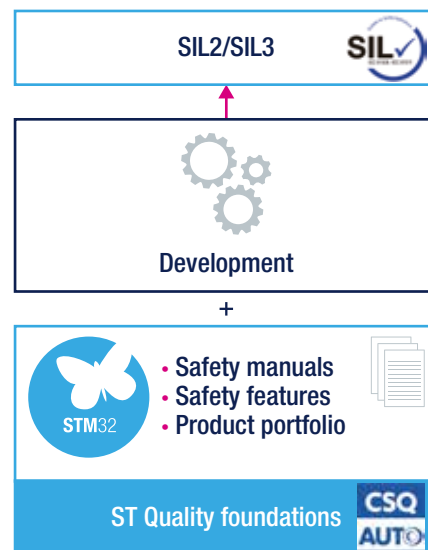 SIL2/SIL3
SIL
Development
+
STM32
• Safety manuals
• Safety features
• Product portfolio
ST Quality foundations
CSQ
AUTO